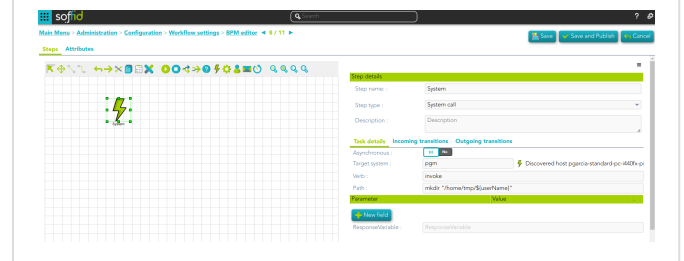 soffid
Search
?
Main Menu > Administration > Configuration > Workflow settings > BPM editor 8 / 11
Save
Save and Publish
Cancel
Steps Attributes
System
Step details
Step name : System
Step type : System call
Description : Description
Task details Incoming transitions Outgoing transitions
Asynchronous : No
Target system : pgm Discovered host pgarcia-standard-pc-i440fx-pi
Verb : invoke
Path : mkdir "/home/tmp/${userName}"
Parameter Value
New field
ResponseVariable : ResponseVariable